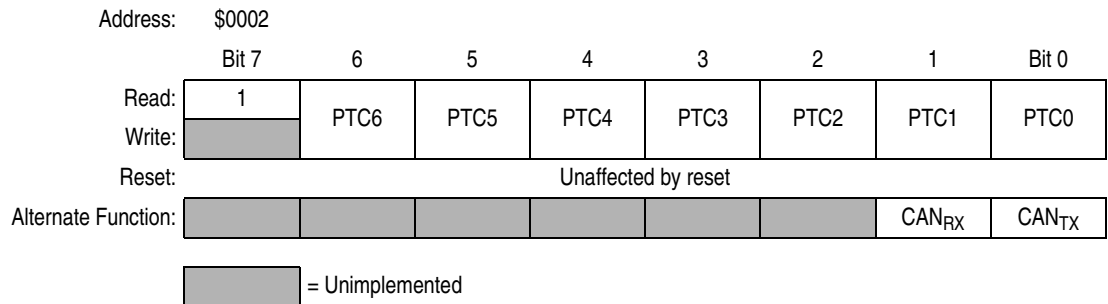 Address: $0002
Bit 7 6 5 4 3 2 1 Bit 0
Read: 1 PTC6 PTC5 PTC4 PTC3 PTC2 PTC1 PTC0
Write:
Reset: Unaffected by reset
Alternate Function: CANRX CANTX
= Unimplemented